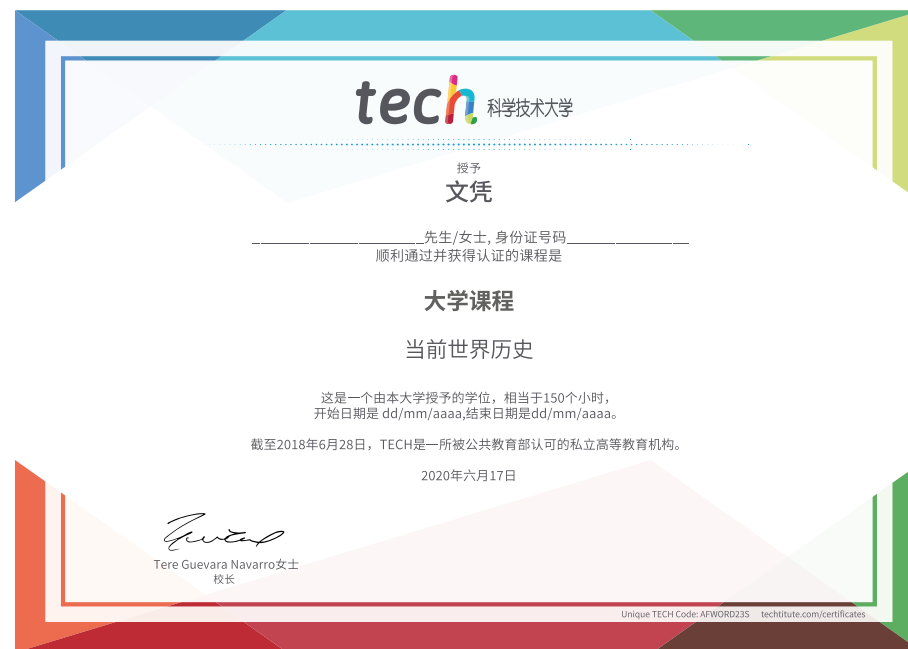 tech 科学技术大学
授予
文凭
______________________先生/女士, 身份证号码________________
顺利通过并获得认证的课程是
大学课程
当前世界历史
这是一个由本大学授予的学位，相当于150个小时，
开始日期是 dd/mm/aaaa,结束日期是dd/mm/aaaa。
截至2018年6月28日，TECH是一所被公共教育部认可的私立高等教育机构。
2020年六月17日
Tere Guevara Navarro女士
校长
Unique TECH Code: AFWORD23S techtitute.com/certificates